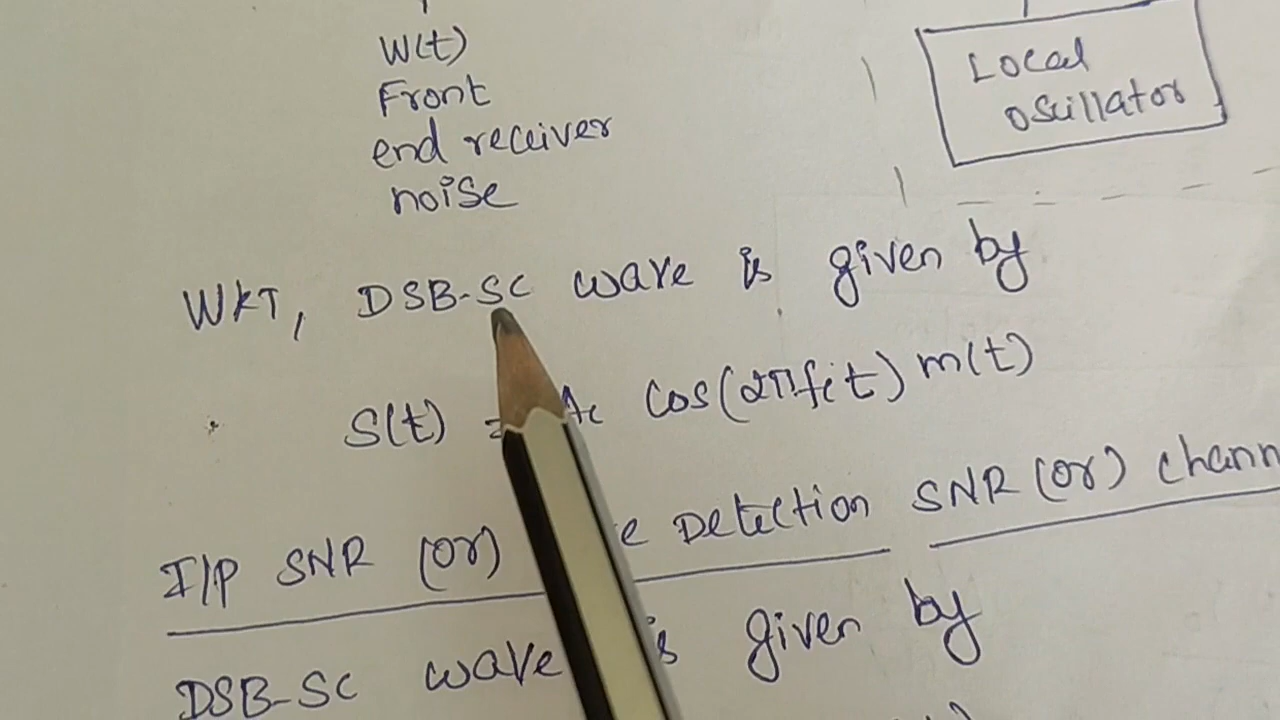 W(t)
Front
end receiver
noise
Local
oscillator
WKT, DSB-SC wave is given by
S(t) = Ac cos(2πfct) m(t)
I/P SNR (or) Detection SNR (or)
DSB-SC wave is given by